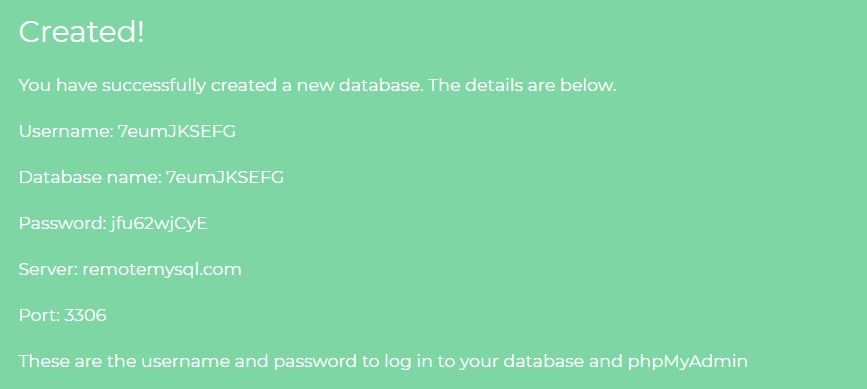 Created!
You have successfully created a new database. The details are below.
Username: 7eumJKSEFG
Database name: 7eumJKSEFG
Password: jfu62wjCyE
Server: remotemysql.com
Port: 3306
These are the username and password to log in to your database and phpMyAdmin